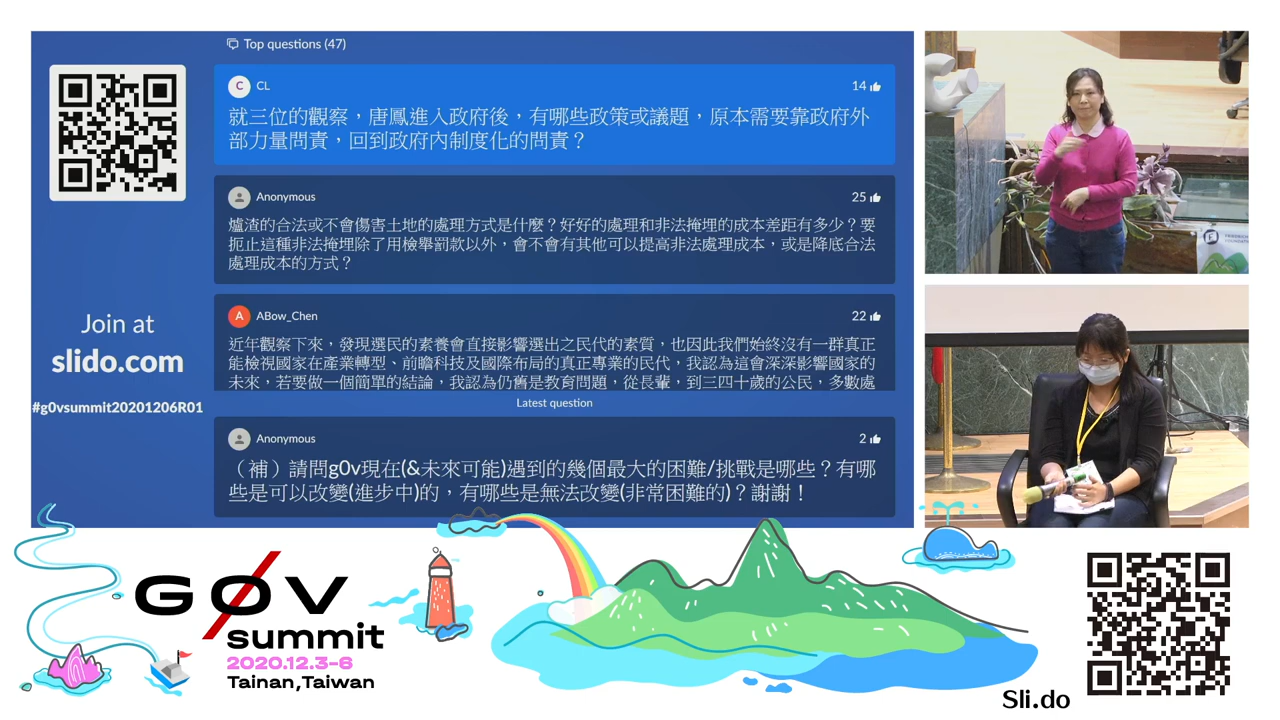 Top questions (47)
C CL 14
就三位的觀察，唐鳳進入政府後，有哪些政策或議題，原本需要靠政府外
部力量問責，回到政府內制度化的問責？
Anonymous 25
爐渣的合法或不會傷害土地的處理方式是什麼？好好的處理和非法掩埋的成本差距有多少？要
扼止這種非法掩埋除了用檢舉罰款以外，會不會有其他可以提高非法處理成本，或是降底合法
處理成本的方式？
A ABow_Chen 22
近年觀察下來，發現選民的素養會直接影響選出之民代的素質，也因此我們始終沒有一群真正
能檢視國家在產業轉型、前瞻科技及國際布局的真正專業的民代，我認為這會深深影響國家的
未來，若要做一個簡單的結論，我認為仍舊是教育問題，從長輩，到三四十歲的公民，多數處
Latest question
Anonymous 2
（補）請問g0v現在(&未來可能)遇到的幾個最大的困難/挑戰是哪些？有哪
些是可以改變(進步中)的，有哪些是無法改變(非常困難的)？謝謝！
Join at
slido.com
#g0vsummit20201206R01
G0V
summit
2020.12.3-6
Tainan,Taiwan
Sli.do